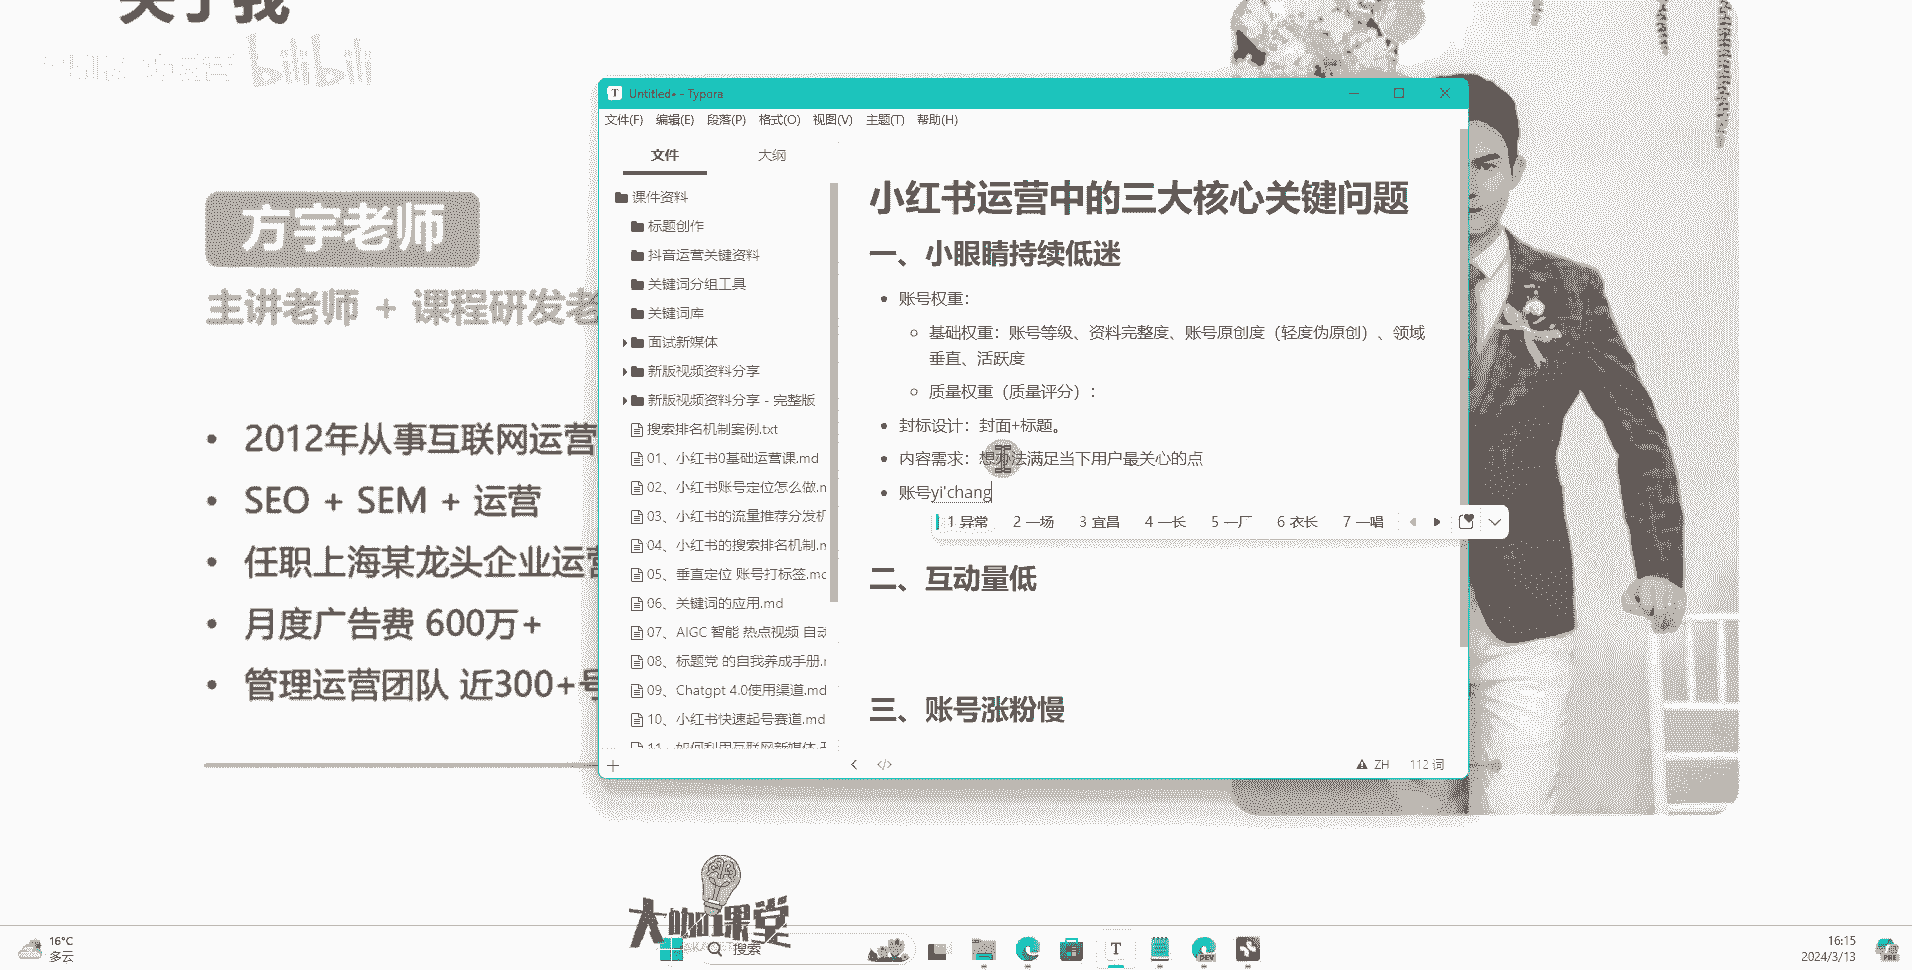 关于我
bilibili
方宇老师
主讲老师 + 课程研发老
2012年从事互联网运营
SEO + SEM + 运营
任职上海某龙头企业运营
月度广告费 600万+
管理运营团队 近300+号
Untitled• - Typora
文件(F) 编辑(E) 段落(P) 格式(O) 视图(V) 主题(T) 帮助(H)
文件 大纲
课件资料
标题创作
抖音运营关键资料
关键词分组工具
关键词库
面试新媒体
新版视频资料分享
新版视频资料分享 - 完整版
搜索排名机制案例.txt
01、小红书0基础运营课.md
02、小红书账号定位怎么做.n
03、小红书的流量推荐分发机
04、小红书的搜索排名机制.n
05、垂直定位 账号打标签.mc
06、关键词的应用.md
07、AIGC 智能 热点视频 自动
08、标题党 的自我养成手册.r
09、Chatgpt 4.0使用渠道.md
10、小红书快速起号赛道.md
11、如何利用互联网新媒体
小红书运营中的三大核心关键问题
一、小眼睛持续低迷
账号权重：
基础权重：账号等级、资料完整度、账号原创度（轻度伪原创）、领域
垂直、活跃度
质量权重（质量评分）：
封标设计：封面+标题。
内容需求：想办法满足当下用户最关心的点
账号yi'chang
1 异常 2 一场 3 宜昌 4 一长 5 一厂 6 衣长 7 一唱
二、互动量低
三、账号涨粉慢
</> ZH 112 词
大咖课堂
16°C
多云
搜索
T
DEV
16:15
2024/3/13
PRE